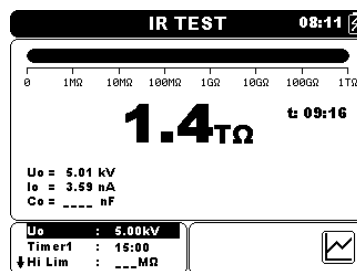 IR TEST 08:11
0 1MΩ 10MΩ 100MΩ 1GΩ 10GΩ 100GΩ 1TΩ
1.4TΩ t: 09:16
Uo = 5.01 kV
Io = 3.59 nA
Co = ____ nF
Uo : 5.00kV
Timer1 : 15:00
Hi Lim : ___MΩ